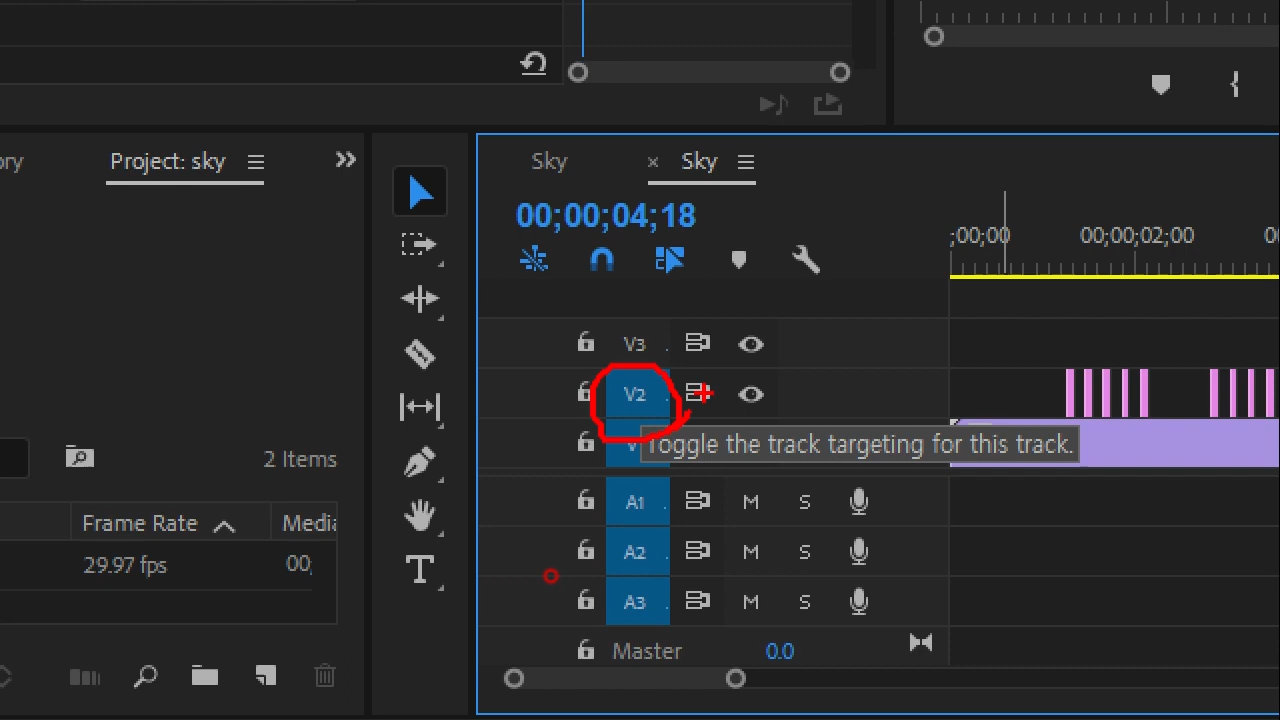 ory
Project: sky
Sky
× Sky
00;00;04;18
;00;00
00;00;02;00
00
V3
V2
V
Toggle the track targeting for this track.
2 Items
A1 M S
Frame Rate
Media
A2 M S
29.97 fps
00;
A3 M S
Master
0.0